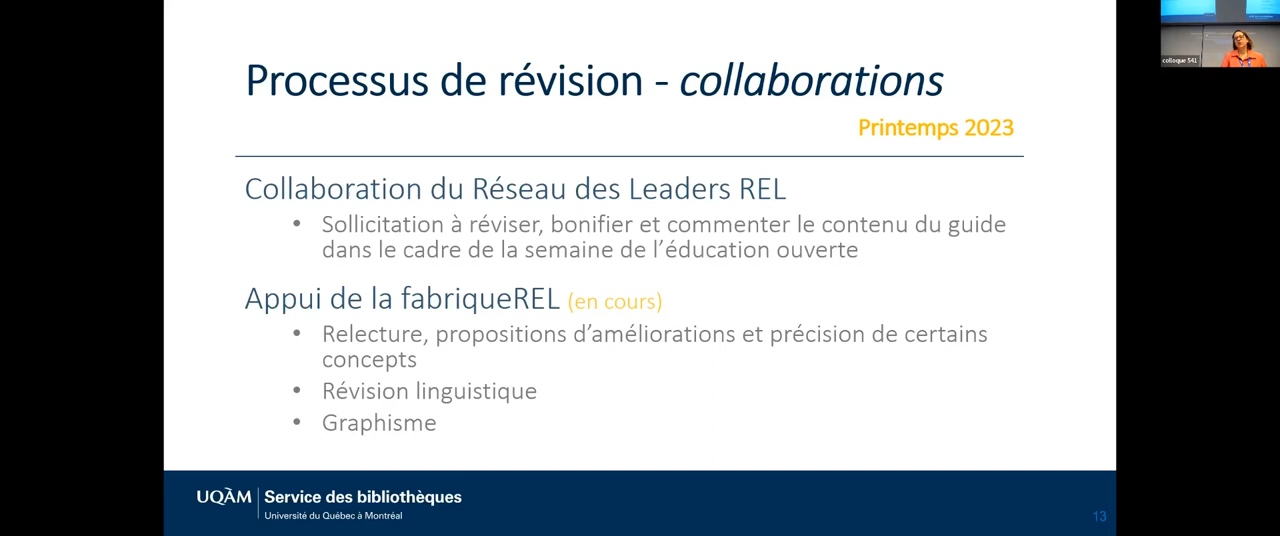 Processus de révision - collaborations
Printemps 2023
Collaboration du Réseau des Leaders REL
• Sollicitation à réviser, bonifier et commenter le contenu du guide
dans le cadre de la semaine de l'éducation ouverte
Appui de la fabriqueREL (en cours)
• Relecture, propositions d'améliorations et précision de certains
concepts
• Révision linguistique
• Graphisme
UQÀM Service des bibliothèques
Université du Québec à Montréal
13
colloque 541